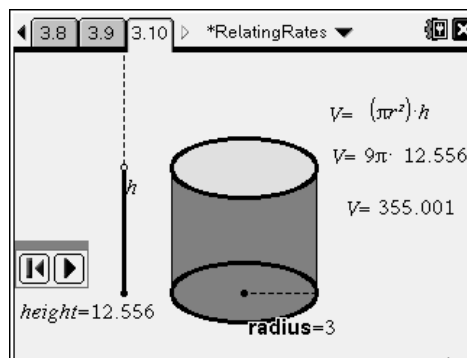 3.8 3.9 3.10 *RelatingRates
V= (πr²)·h
V= 9π· 12.556
h
V= 355.001
height=12.556
radius=3